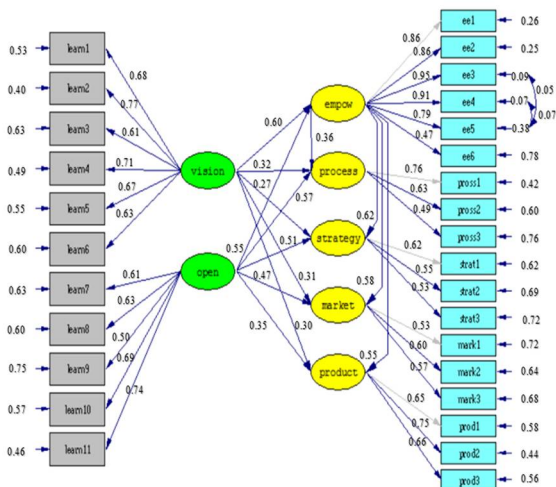 0.53 learn1
0.40 learn2
0.63 learn3
0.49 learn4
0.55 learn5
0.60 learn6
0.63 learn7
0.60 learn8
0.75 learn9
0.57 learn10
0.46 learn11
0.68
0.77
0.61
0.71
0.67
0.63
0.61
0.63
0.50
0.69
0.74
vision
open
0.60
0.32
0.27
0.31
0.30
0.55
0.57
0.51
0.47
0.35
0.36
empow
process
strategy
market
product
0.62
0.58
0.55
0.86
0.86
0.95
0.91
0.79
0.47
0.76
0.63
0.49
0.62
0.55
0.53
0.53
0.60
0.57
0.65
0.75
0.66
ee1 0.26
ee2 0.25
ee3 0.09
ee4 0.07
ee5 0.38
ee6 0.78
0.05
0.07
pross1 0.42
pross2 0.60
pross3 0.76
strat1 0.62
strat2 0.69
strat3 0.72
mark1 0.72
mark2 0.64
mark3 0.68
prod1 0.58
prod2 0.44
prod3 0.56